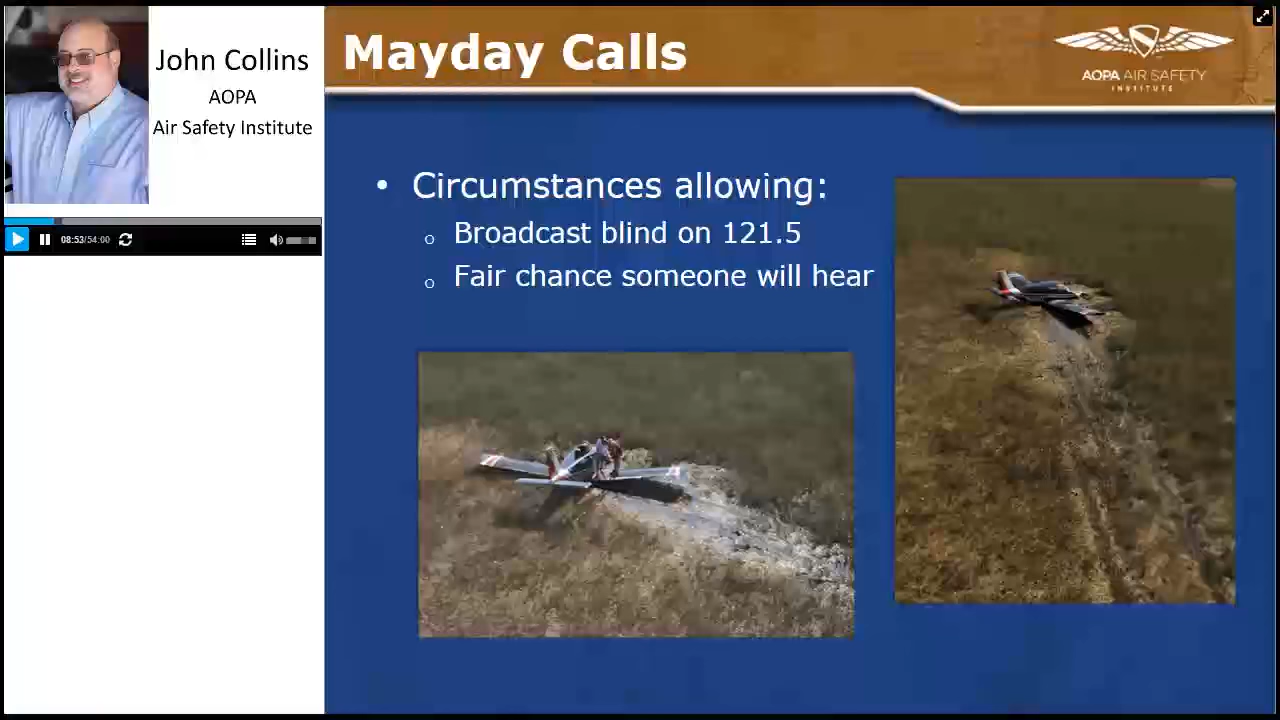 John Collins
AOPA
Air Safety Institute
08:53/54:00
Mayday Calls
AOPA AIR SAFETY
INSTITUTE
• Circumstances allowing:
o Broadcast blind on 121.5
o Fair chance someone will hear